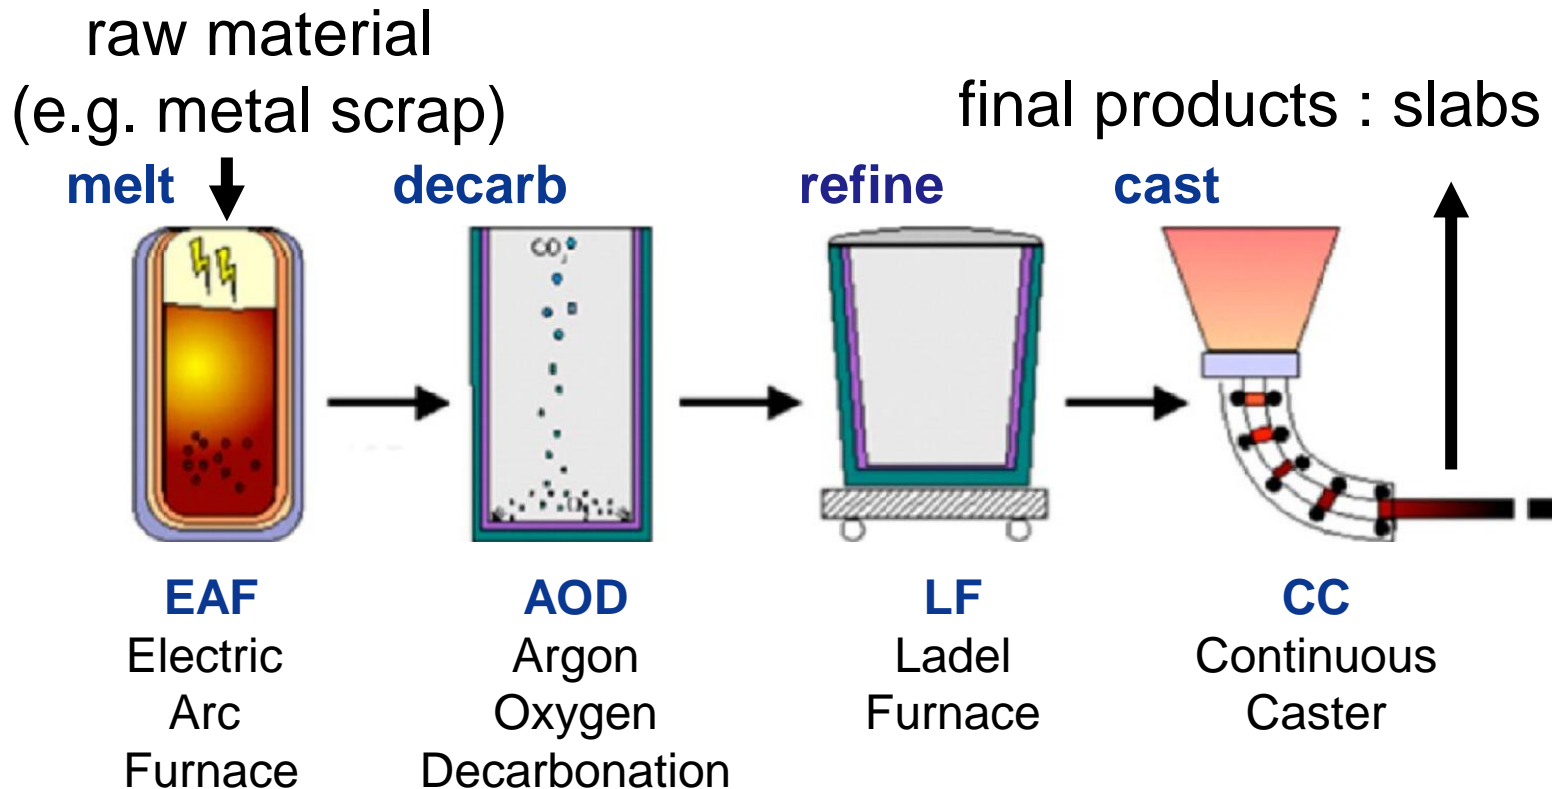 raw material
(e.g. metal scrap)
final products : slabs
melt
decarb
refine
cast
CO2
EAF
Electric
Arc
Furnace
AOD
Argon
Oxygen
Decarbonation
LF
Ladel
Furnace
CC
Continuous
Caster